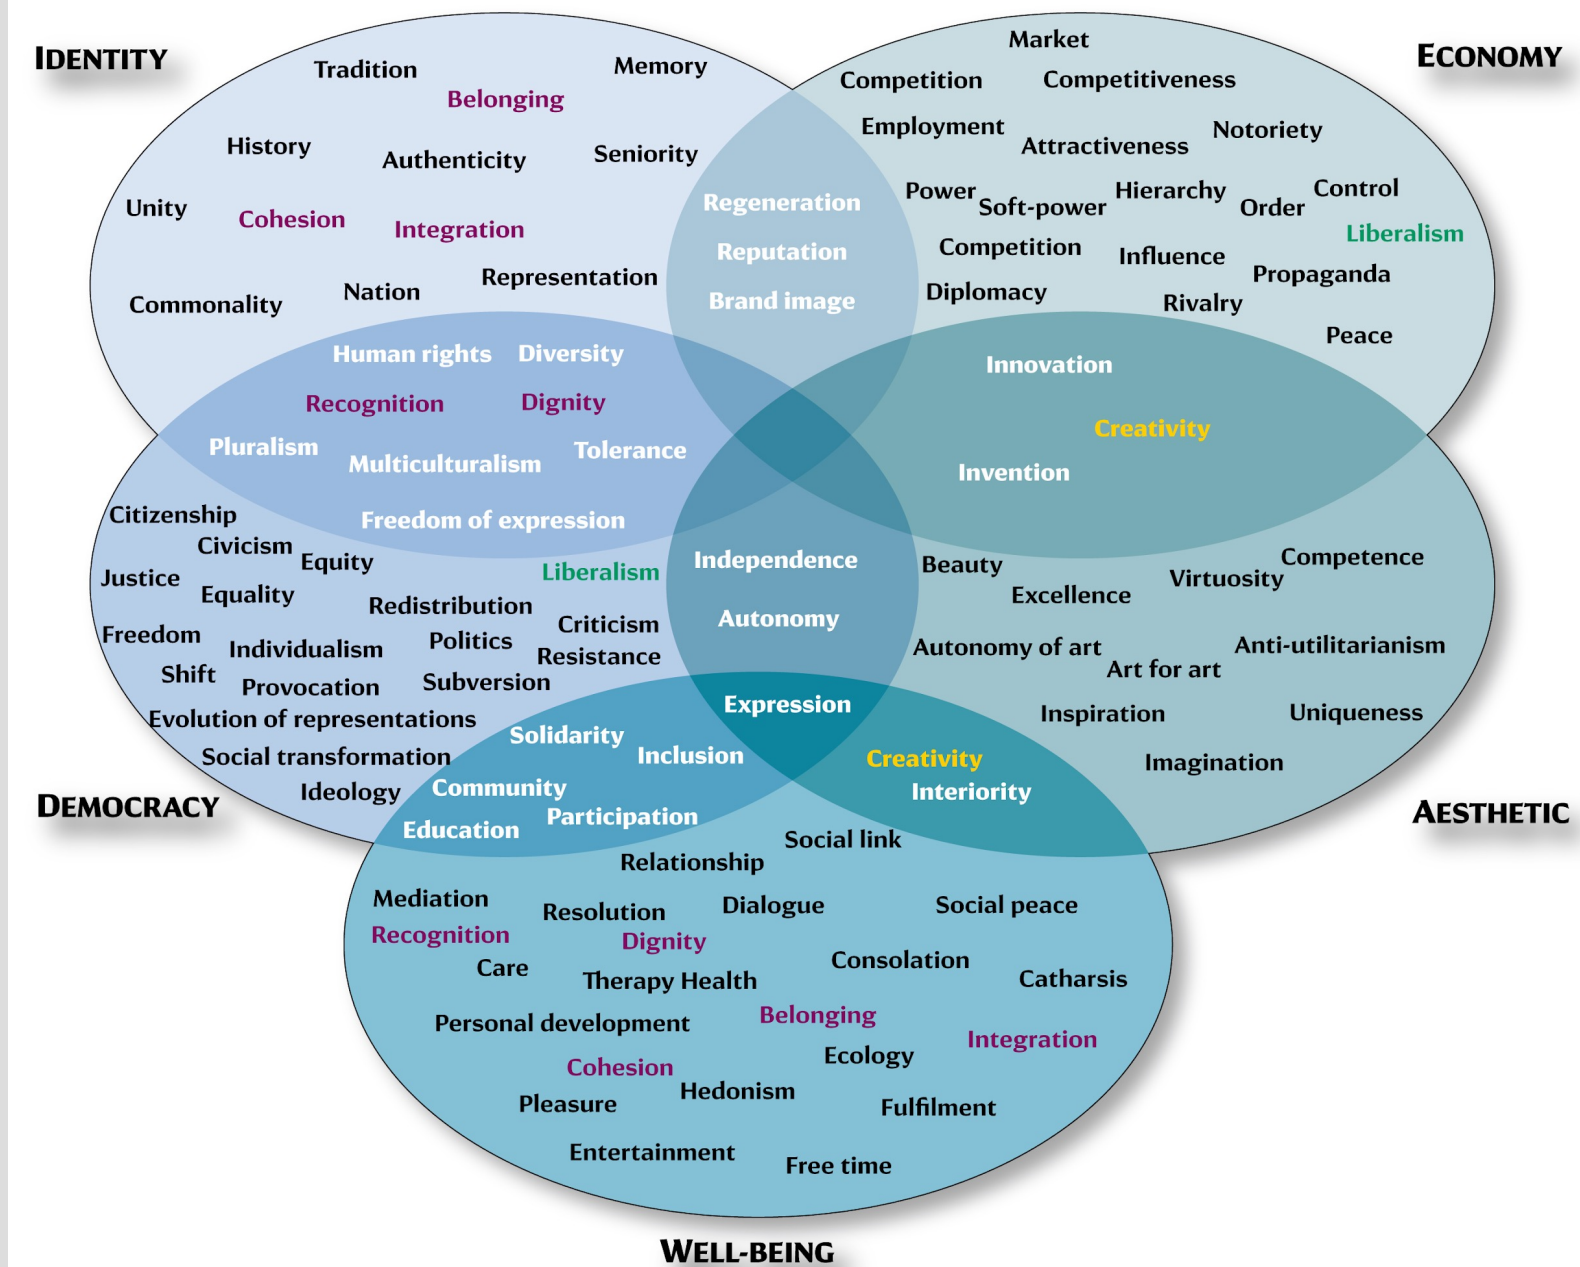 IDENTITY
Tradition
Memory
Belonging
History
Authenticity
Seniority
Unity
Cohesion
Integration
Representation
Nation
Commonality
ECONOMY
Market
Competition
Competitiveness
Employment
Notoriety
Attractiveness
Power
Soft-power
Hierarchy
Control
Order
Liberalism
Competition
Influence
Propaganda
Diplomacy
Rivalry
Peace
Regeneration
Reputation
Brand image
Human rights
Diversity
Recognition
Dignity
Pluralism
Multiculturalism
Tolerance
Freedom of expression
Innovation
Creativity
Invention
Citizenship
Civicism
Equity
Justice
Equality
Liberalism
Redistribution
Criticism
Freedom
Individualism
Politics
Resistance
Shift
Provocation
Subversion
Evolution of representations
Social transformation
Ideology
DEMOCRACY
Independence
Autonomy
Beauty
Competence
Virtuosity
Excellence
Autonomy of art
Anti-utilitarianism
Art for art
Inspiration
Uniqueness
Imagination
AESTHETIC
Expression
Solidarity
Inclusion
Community
Participation
Education
Creativity
Interiority
Social link
Relationship
Mediation
Resolution
Dialogue
Social peace
Recognition
Dignity
Care
Therapy Health
Consolation
Catharsis
Personal development
Belonging
Integration
Ecology
Cohesion
Hedonism
Pleasure
Fulfilment
Entertainment
Free time
WELL-BEING